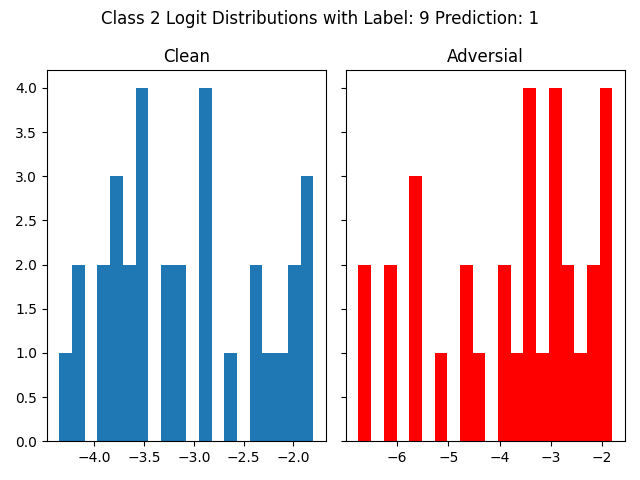 Class 2 Logit Distributions with Label: 9 Prediction: 1
Clean
Adversial
4.0
3.5
3.0
2.5
2.0
1.5
1.0
0.5
0.0
−4.0 −3.5 −3.0 −2.5 −2.0
−6 −5 −4 −3 −2